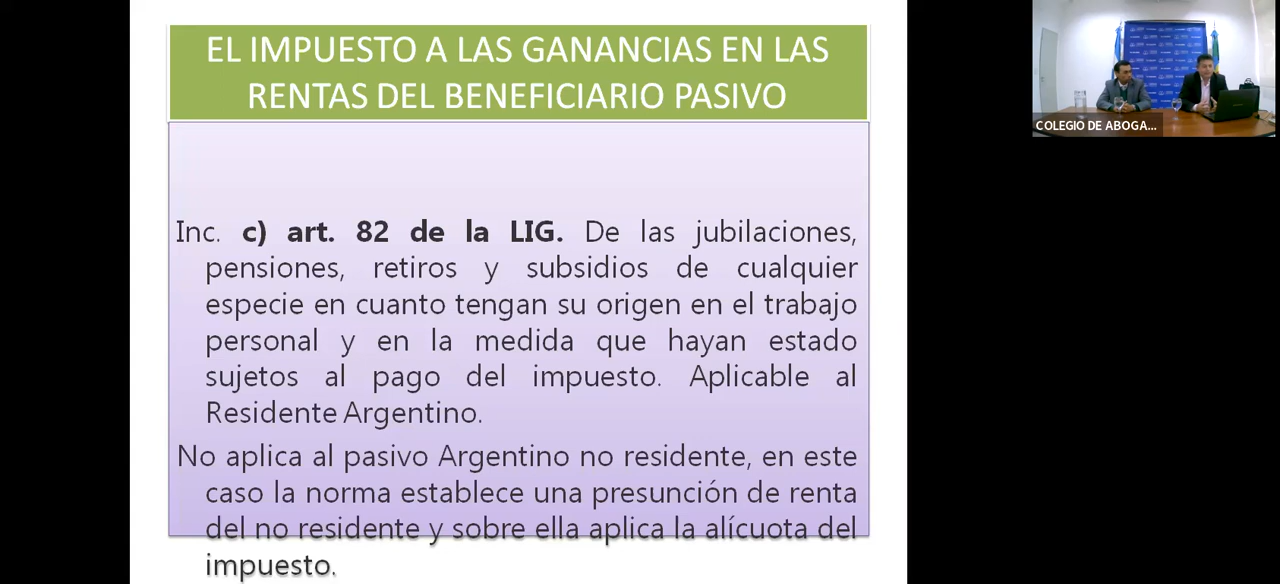 EL IMPUESTO A LAS GANANCIAS EN LAS
RENTAS DEL BENEFICIARIO PASIVO
Inc. c) art. 82 de la LIG. De las jubilaciones,
pensiones, retiros y subsidios de cualquier
especie en cuanto tengan su origen en el trabajo
personal y en la medida que hayan estado
sujetos al pago del impuesto. Aplicable al
Residente Argentino.
No aplica al pasivo Argentino no residente, en este
caso la norma establece una presunción de renta
del no residente y sobre ella aplica la alícuota del
impuesto.
COLEGIO DE ABOGA...